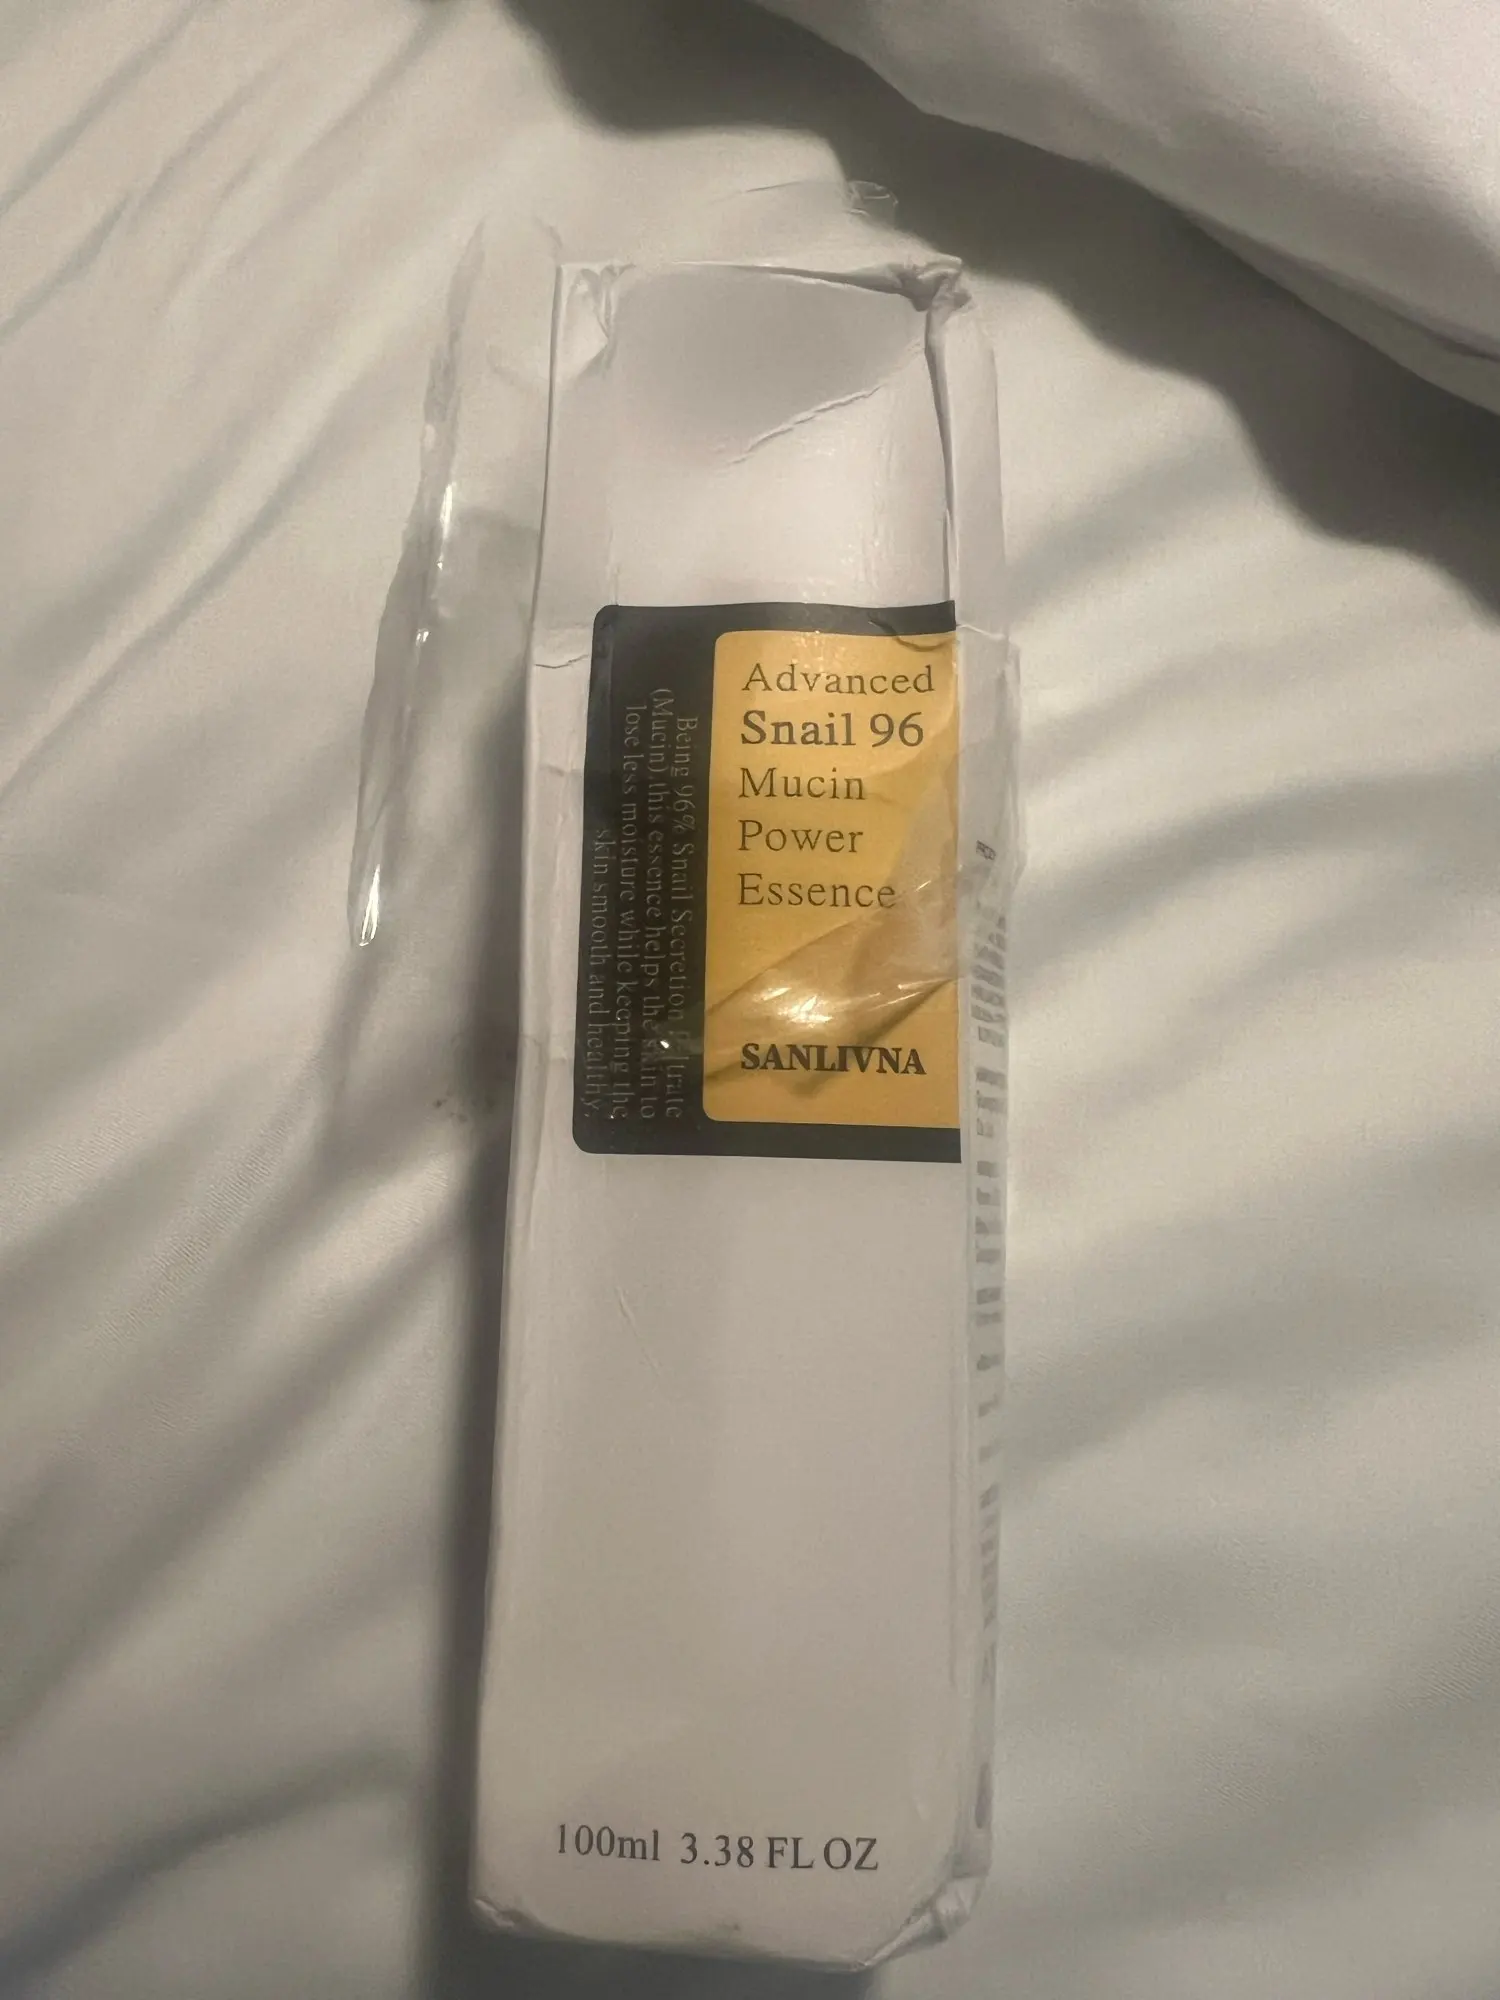 Advanced
Snail 96
Mucin
Power
Essence
SANLIVNA
Being 96% Snail Secretion Filtrate
(Mucin),this essence helps the skin to
lose less moisture while keeping the
skin smooth and healthy.
100ml 3.38 FL OZ